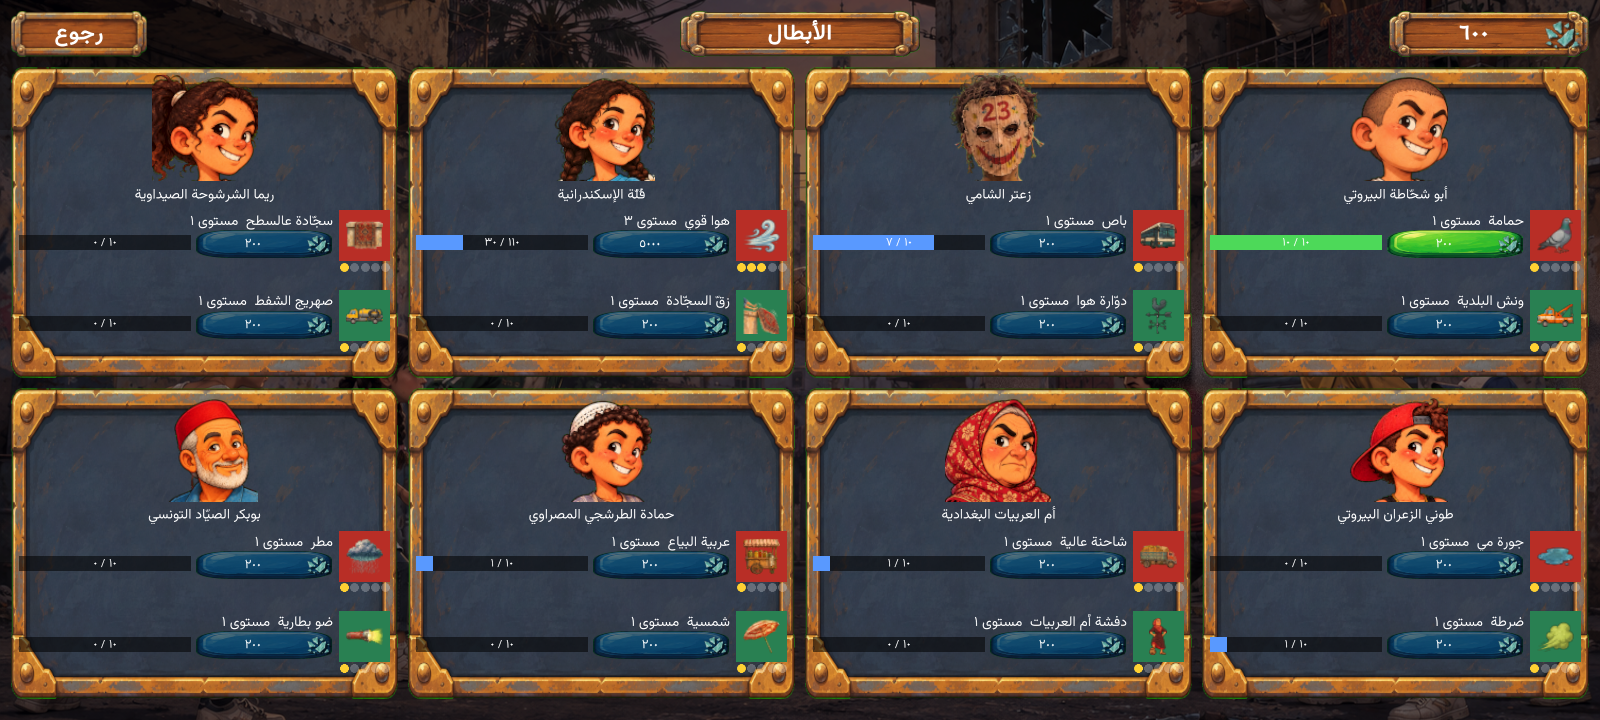 ٦٠٠
الأبطال
رجوع
أبو شحّاطة البيروتي
حمامة مستوى ١
٢٠٠
١٠ / ١٠
ونش البلدية مستوى ١
٢٠٠
٠ / ١٠
23
زعتر الشامي
باص مستوى ١
٢٠٠
٧ / ١٠
دوّارة هوا مستوى ١
٢٠٠
٠ / ١٠
فلّة الإسكندرانية
هوا قوي مستوى ٣
٥٠٠٠
٣٠ / ١١٠
زقّ السجّادة مستوى ١
٢٠٠
٠ / ١٠
ريما الشرشوحة الصيداوية
سجّادة عالسطح مستوى ١
٢٠٠
٠ / ١٠
صهريج الشفط مستوى ١
٢٠٠
٠ / ١٠
طوني الزعران البيروتي
جورة مي مستوى ١
٢٠٠
٠ / ١٠
ضرطة مستوى ١
٢٠٠
١ / ١٠
أم العربيات البغدادية
شاحنة عالية مستوى ١
٢٠٠
١ / ١٠
دفشة أم العربيات مستوى ١
٢٠٠
٠ / ١٠
حمادة الطرشجي المصراوي
عربية البياع مستوى ١
٢٠٠
١ / ١٠
شمسية مستوى ١
٢٠٠
٠ / ١٠
بوبكر الصيّاد التونسي
مطر مستوى ١
٢٠٠
٠ / ١٠
ضو بطارية مستوى ١
٢٠٠
٠ / ١٠